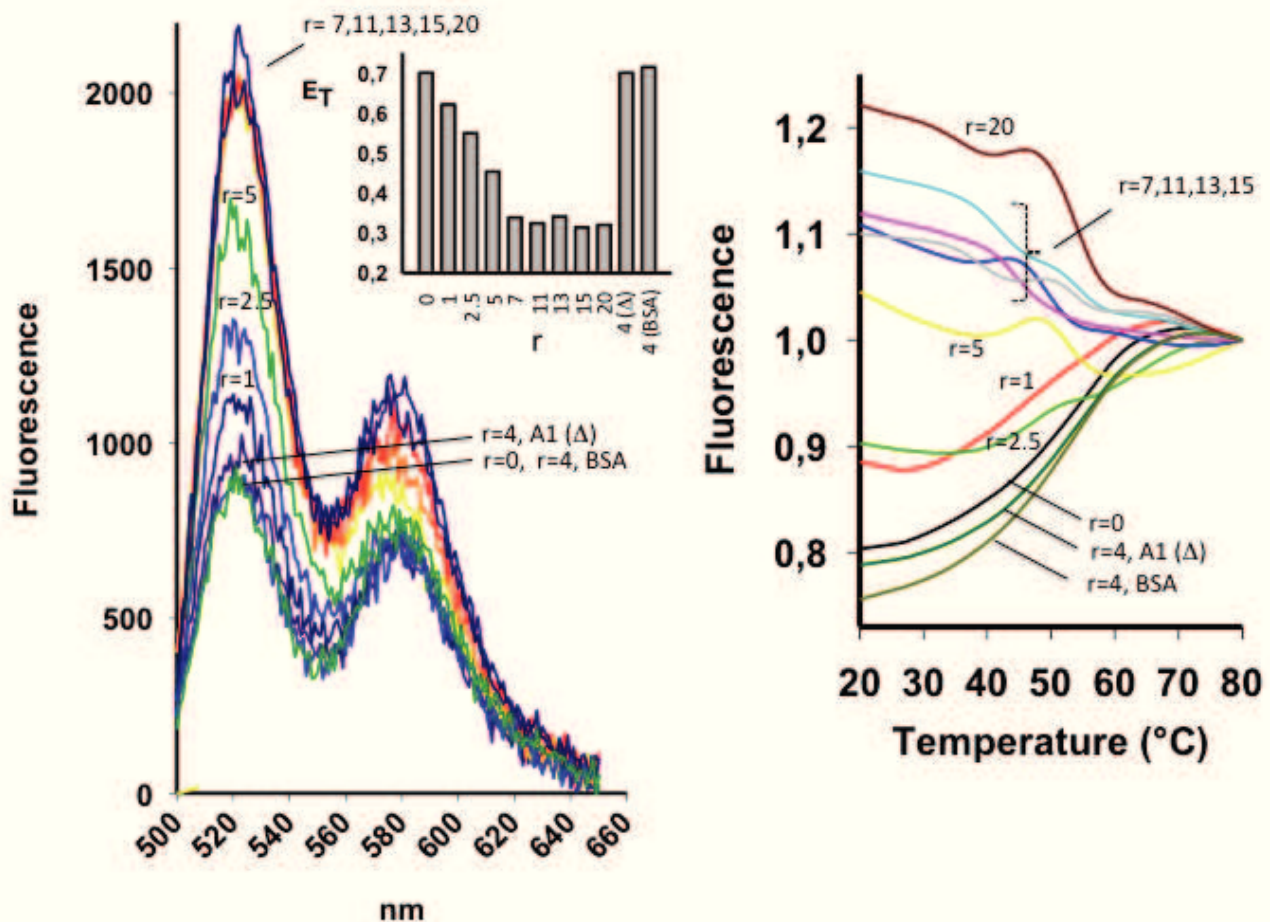 r= 7,11,13,15,20
2000
1500
1000
500
0
Fluorescence
r=5
r=2.5
r=1
r=4, A1 (Δ)
r=0, r=4, BSA
500 520 540 560 580 600 620 640 660
nm
ET
0,7
0,6
0,5
0,4
0,3
0,2
0 1 2.5 5 7 11 13 15 20 4 (Δ) 4 (BSA)
r
1,2
1,1
1,0
0,9
0,8
Fluorescence
r=20
r=7,11,13,15
r=5
r=1
r=2.5
r=0
r=4, A1 (Δ)
r=4, BSA
20 30 40 50 60 70 80
Temperature (°C)